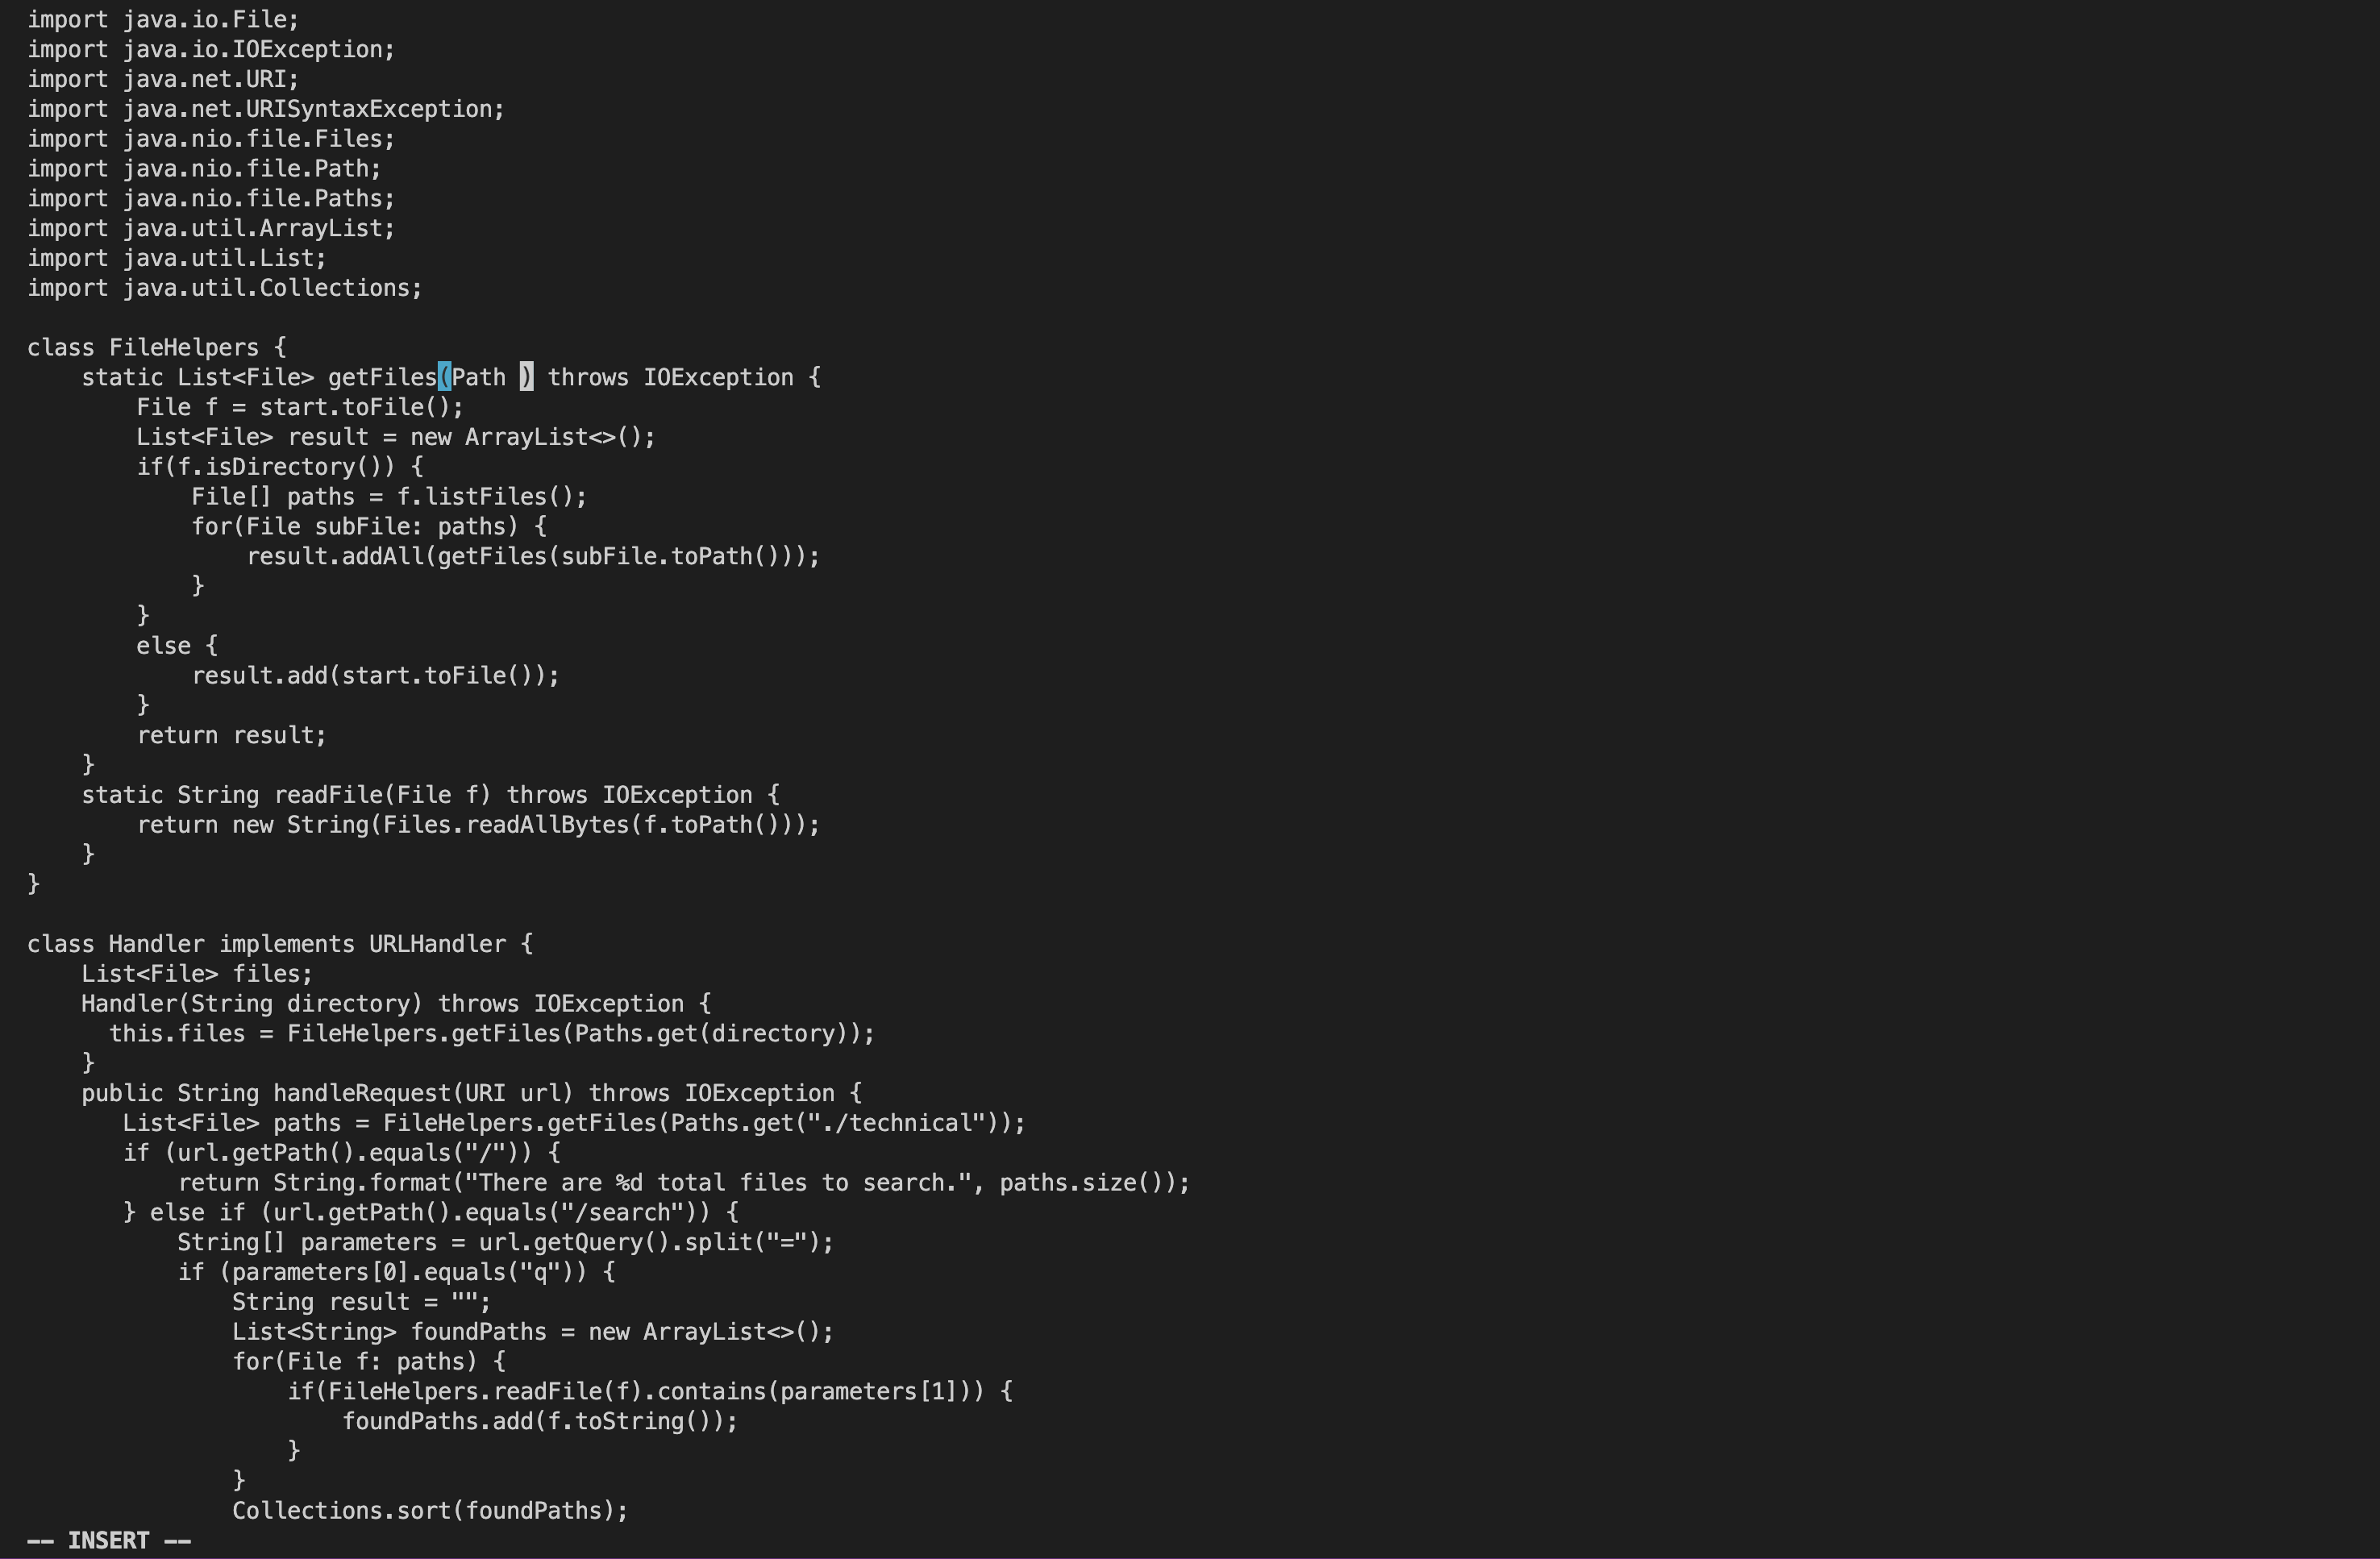 import java.io.File;
import java.io.IOException;
import java.net.URI;
import java.net.URISyntaxException;
import java.nio.file.Files;
import java.nio.file.Path;
import java.nio.file.Paths;
import java.util.ArrayList;
import java.util.List;
import java.util.Collections;

class FileHelpers {
    static List<File> getFiles(Path ) throws IOException {
        File f = start.toFile();
        List<File> result = new ArrayList<>();
        if(f.isDirectory()) {
            File[] paths = f.listFiles();
            for(File subFile: paths) {
                result.addAll(getFiles(subFile.toPath()));
            }
        }
        else {
            result.add(start.toFile());
        }
        return result;
    }
    static String readFile(File f) throws IOException {
        return new String(Files.readAllBytes(f.toPath()));
    }
}

class Handler implements URLHandler {
    List<File> files;
    Handler(String directory) throws IOException {
      this.files = FileHelpers.getFiles(Paths.get(directory));
    }
    public String handleRequest(URI url) throws IOException {
       List<File> paths = FileHelpers.getFiles(Paths.get("./technical"));
       if (url.getPath().equals("/")) {
           return String.format("There are %d total files to search.", paths.size());
       } else if (url.getPath().equals("/search")) {
           String[] parameters = url.getQuery().split("=");
           if (parameters[0].equals("q")) {
               String result = "";
               List<String> foundPaths = new ArrayList<>();
               for(File f: paths) {
                   if(FileHelpers.readFile(f).contains(parameters[1])) {
                       foundPaths.add(f.toString());
                   }
               }
               Collections.sort(foundPaths);
-- INSERT --